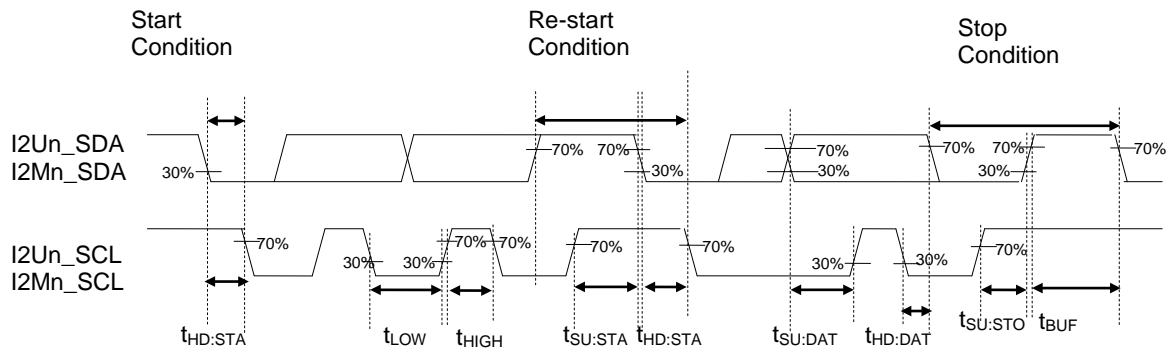 Start
Condition
Re-start
Condition
Stop
Condition
I2Un_SDA
I2Mn_SDA
30%
70%
70%
30%
70%
30%
70%
70%
30%
70%
I2Un_SCL
I2Mn_SCL
70%
30%
30%
70%
70%
70%
70%
30%
30%
70%
tHD:STA
tLOW
tHIGH
tSU:STA
tHD:STA
tSU:DAT
tHD:DAT
tSU:STO
tBUF